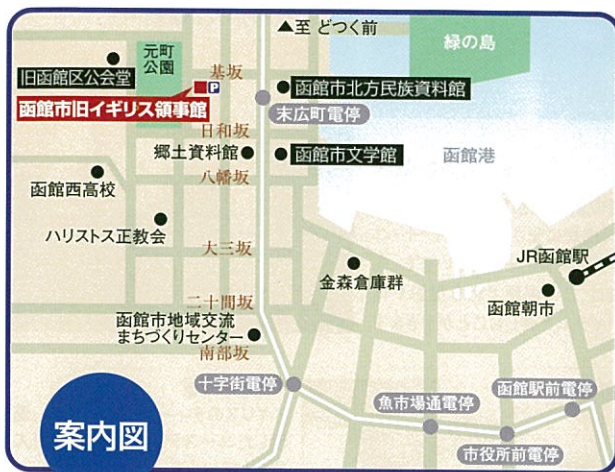 ▲至 どつく前
緑の島
元町
公園
旧函館区公会堂
基坂
P
函館市北方民族資料館
函館市旧イギリス領事館
末広町電停
日和坂
郷土資料館
函館市文学館
函館港
八幡坂
函館西高校
ハリストス正教会
大三坂
JR函館駅
金森倉庫群
函館朝市
二十間坂
函館市地域交流
まちづくりセンター
南部坂
十字街電停
函館駅前電停
魚市場通電停
市役所前電停
案内図